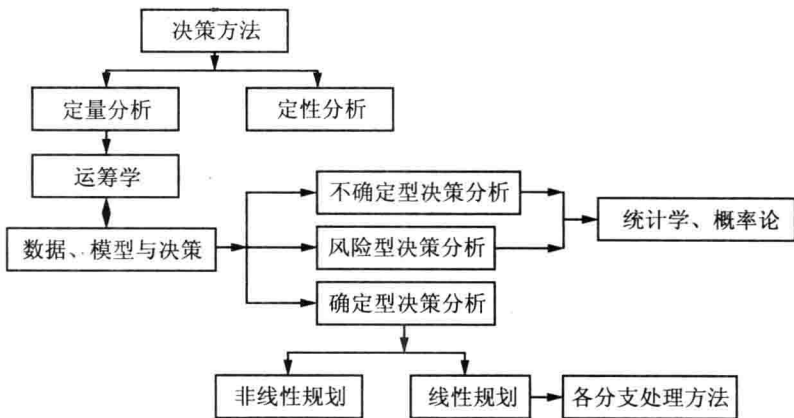 决策方法
定量分析
定性分析
运筹学
数据、模型与决策
不确定型决策分析
风险型决策分析
确定型决策分析
统计学、概率论
非线性规划
线性规划
各分支处理方法